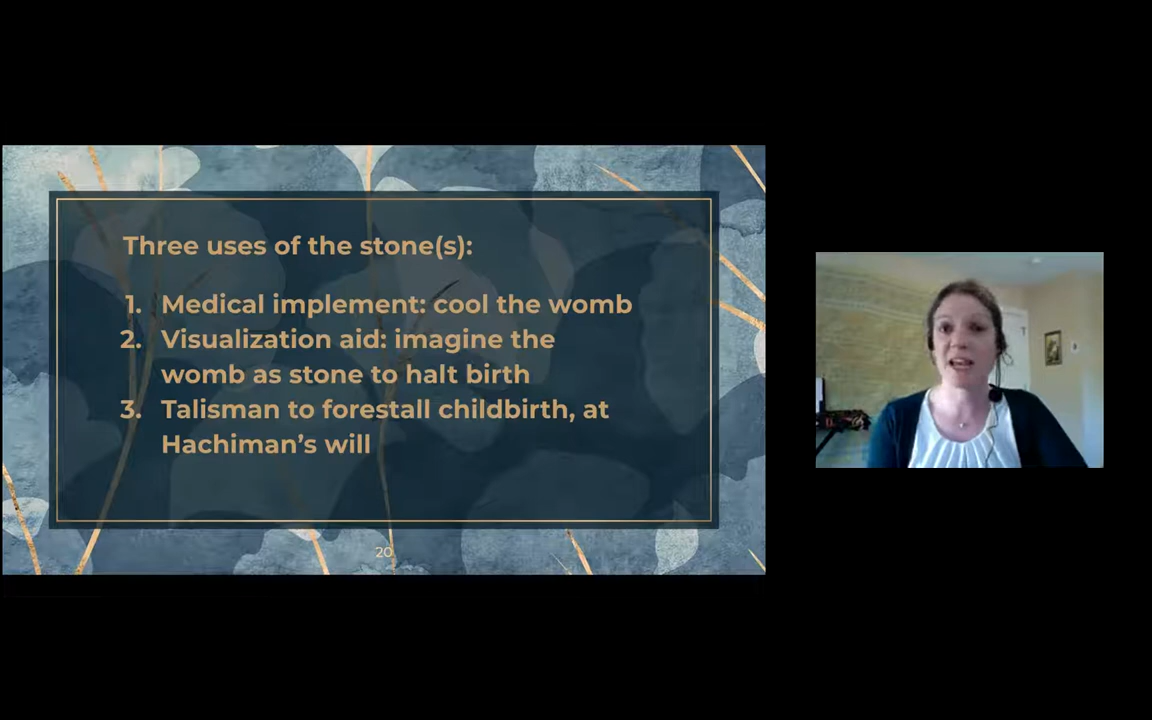 Three uses of the stone(s):
1. Medical implement: cool the womb
2. Visualization aid: imagine the
womb as stone to halt birth
3. Talisman to forestall childbirth, at
Hachiman’s will
20